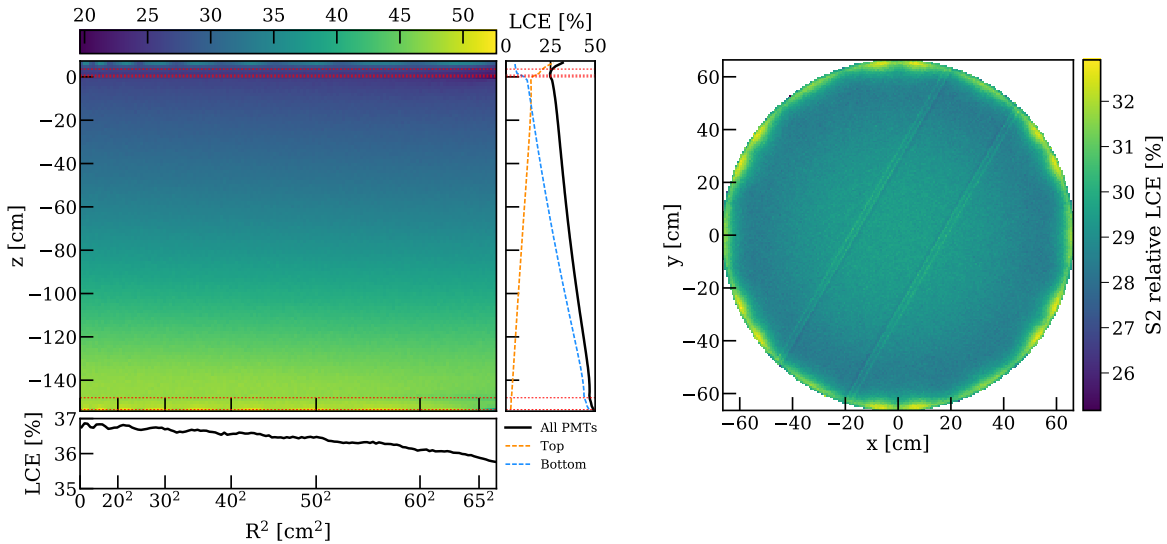 20 25 30 35 40 45 50
LCE [%]
0 25 50
0
−20
−40
−60
−80
−100
−120
−140
z [cm]
37
36
35
LCE [%]
0 20² 30² 40² 50² 60² 65²
R² [cm²]
All PMTs
Top
Bottom
60
40
20
0
−20
−40
−60
y [cm]
−60 −40 −20 0 20 40 60
x [cm]
32
31
30
29
28
27
26
S2 relative LCE [%]